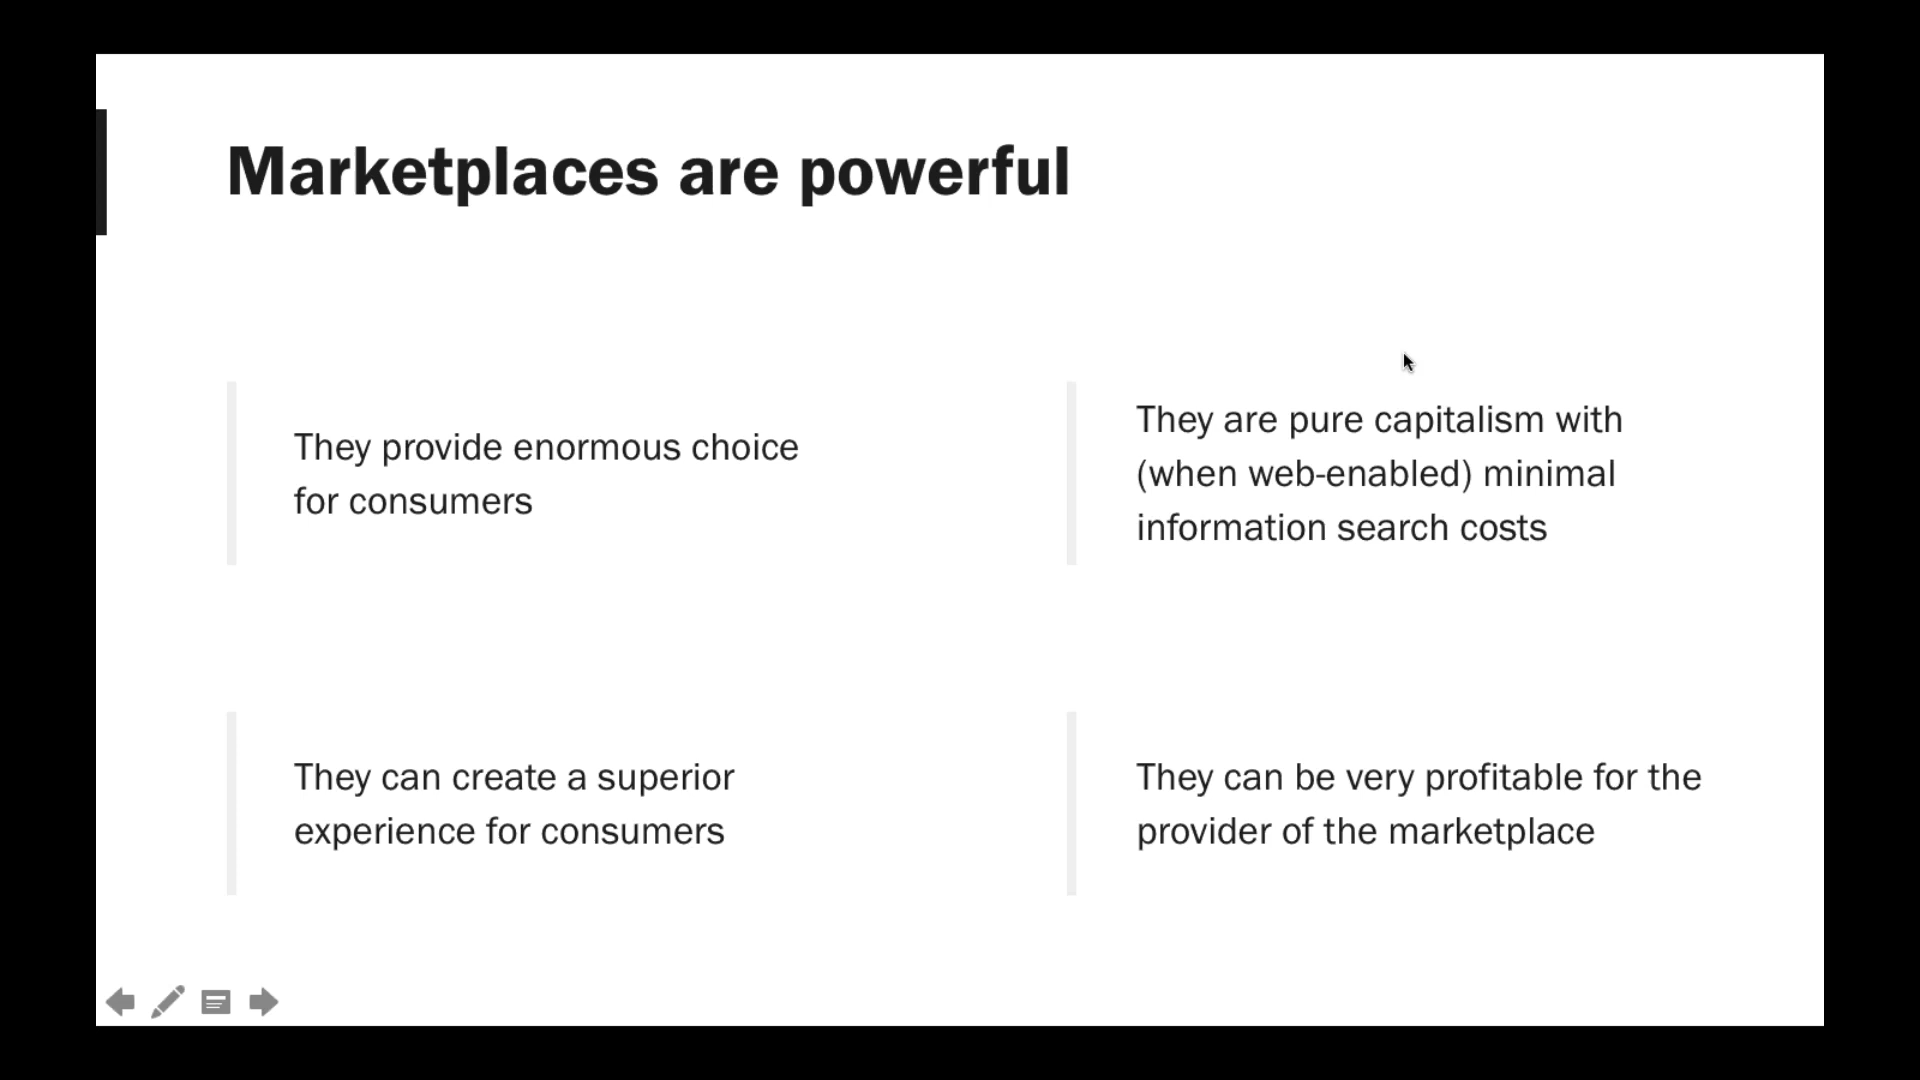 Marketplaces are powerful
They provide enormous choice
for consumers
They are pure capitalism with
(when web-enabled) minimal
information search costs
They can create a superior
experience for consumers
They can be very profitable for the
provider of the marketplace